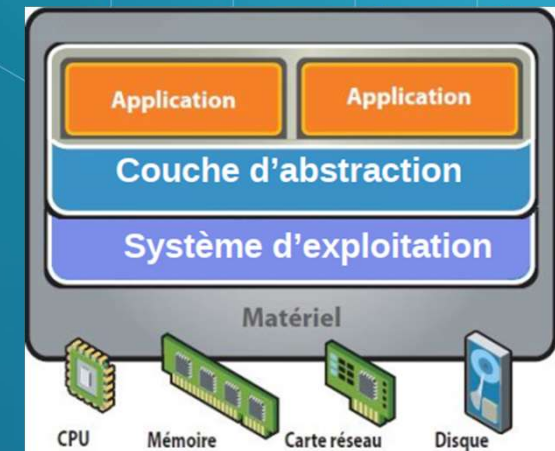 Application Application
Couche d’abstraction
Système d’exploitation
Matériel
CPU Mémoire Carte réseau Disque